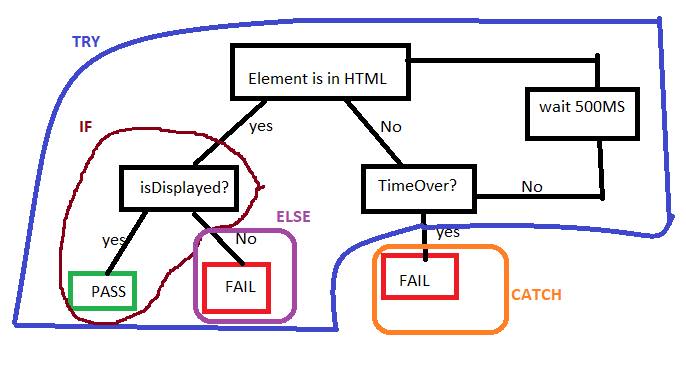 TRY
Element is in HTML
wait 500MS
IF
yes
No
isDisplayed?
TimeOver?
No
ELSE
yes
No
yes
PASS
FAIL
FAIL
CATCH